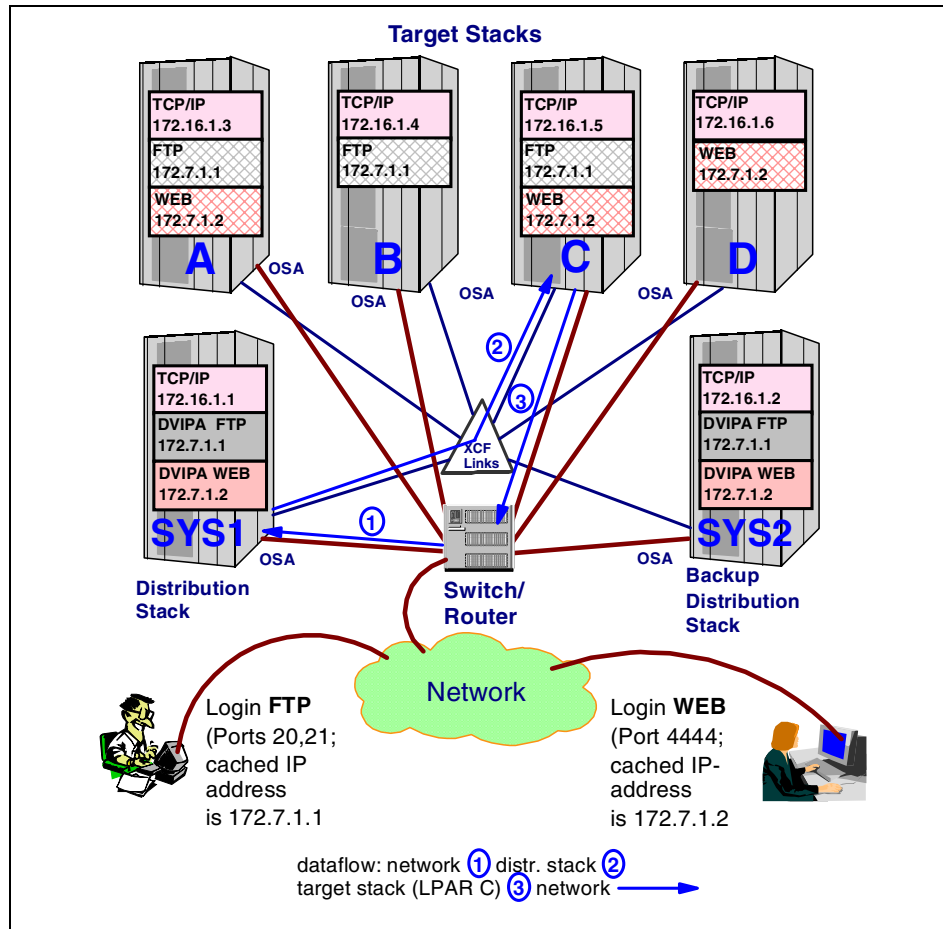 Target Stacks
TCP/IP
172.16.1.3
FTP
172.7.1.1
WEB
172.7.1.2
A
OSA
TCP/IP
172.16.1.4
FTP
172.7.1.1
B
OSA
TCP/IP
172.16.1.5
FTP
172.7.1.1
WEB
172.7.1.2
C
OSA
TCP/IP
172.16.1.6
WEB
172.7.1.2
D
OSA
2
3
XCF
Links
TCP/IP
172.16.1.1
DVIPA FTP
172.7.1.1
DVIPA WEB
172.7.1.2
SYS1
OSA
Distribution
Stack
1
Switch/
Router
TCP/IP
172.16.1.2
DVIPA FTP
172.7.1.1
DVIPA WEB
172.7.1.2
SYS2
OSA
Backup
Distribution
Stack
Network
Login FTP
(Ports 20,21;
cached IP
address
is 172.7.1.1
Login WEB
(Port 4444;
cached IP-
address
is 172.7.1.2
dataflow: network 1 distr. stack 2
target stack (LPAR C) 3 network